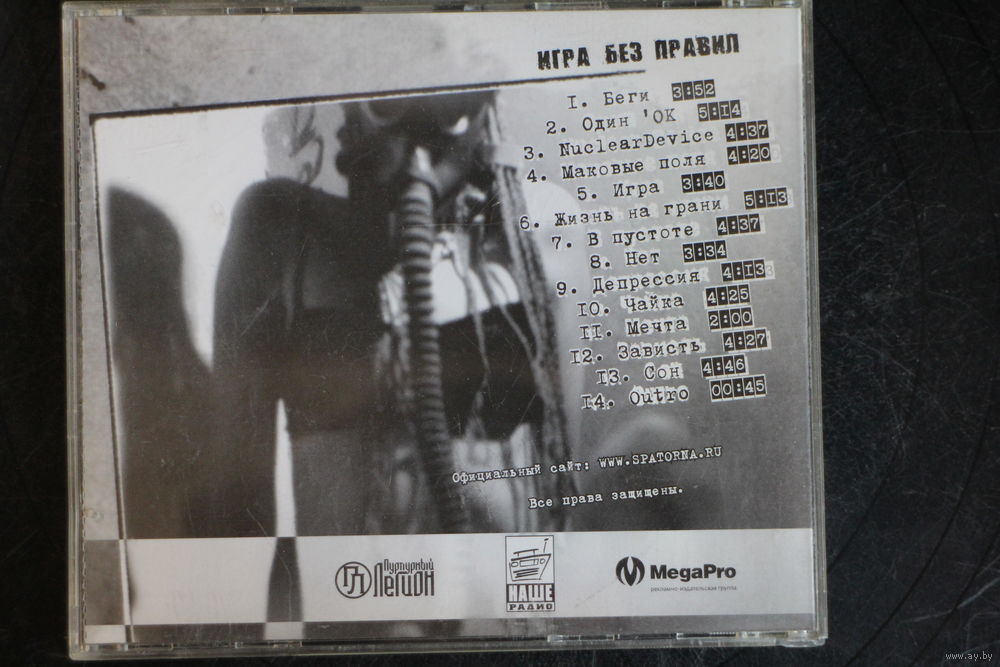 ИГРА БЕЗ ПРАВИЛ
1. Беги 3:52
2. Один 'ОК 5:14
3. NuclearDevice 4:37
4. Маковые поля 4:20
5. Игра 3:40
6. Жизнь на грани 5:13
7. В пустоте 4:37
8. Нет 3:34
9. Депрессия 4:13
10. Чайка 4:25
11. Мечта 2:00
12. Зависть 4:27
13. Сон 4:46
14. Outro 00:45
Официальный сайт: WWW.SPATORNA.RU
Все права защищены.
Пурпурный
Легион
НАШЕ
РАДИО
MegaPro
рекламно-издательская группа
www.ay.by